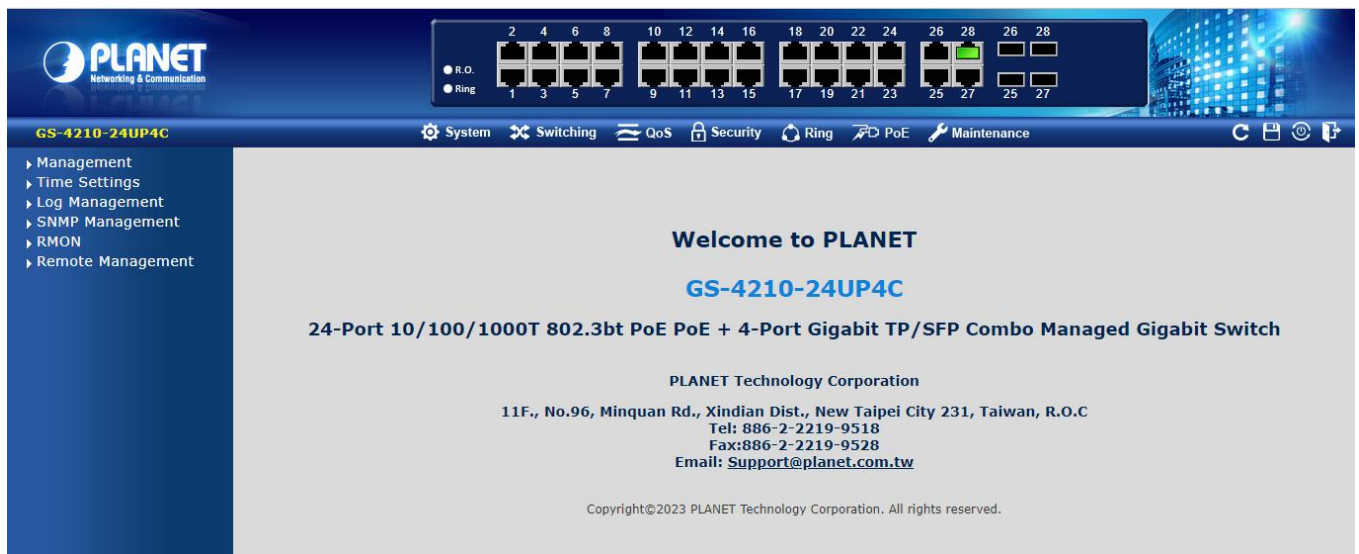 PLANET
Networking & Communication
2 4 6 8 10 12 14 16 18 20 22 24 26 28 26 28
R.O.
Ring
1 3 5 7 9 11 13 15 17 19 21 23 25 27 25 27
GS-4210-24UP4C
System Switching QoS Security Ring PoE Maintenance
Management
Time Settings
Log Management
SNMP Management
RMON
Remote Management
Welcome to PLANET
GS-4210-24UP4C
24-Port 10/100/1000T 802.3bt PoE PoE + 4-Port Gigabit TP/SFP Combo Managed Gigabit Switch
PLANET Technology Corporation
11F., No.96, Minquan Rd., Xindian Dist., New Taipei City 231, Taiwan, R.O.C
Tel: 886-2-2219-9518
Fax:886-2-2219-9528
Email: Support@planet.com.tw
Copyright©2023 PLANET Technology Corporation. All rights reserved.